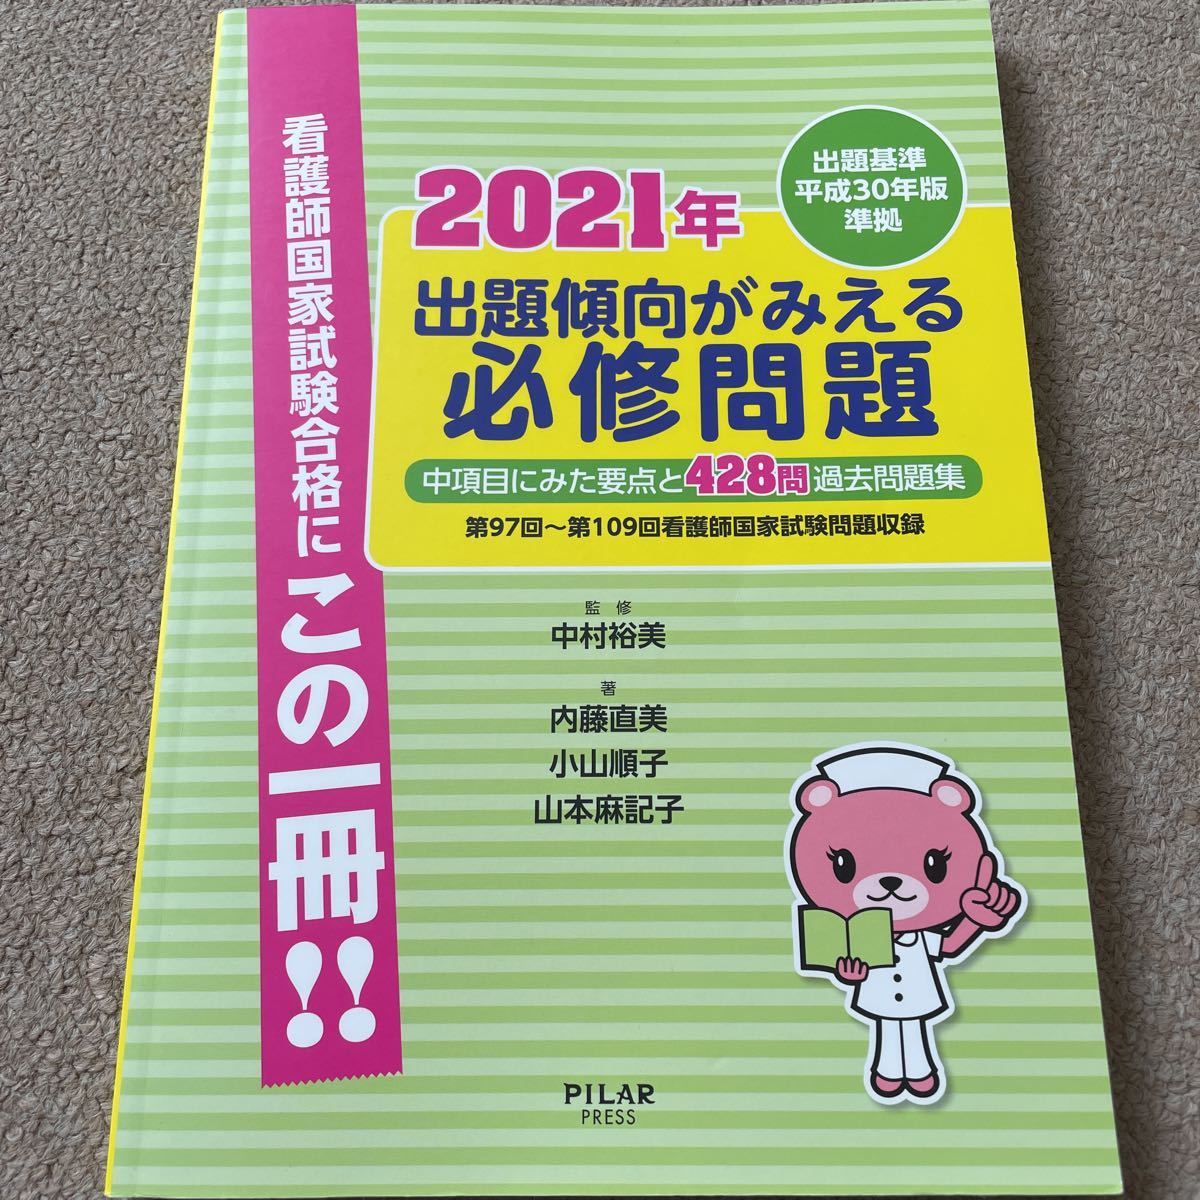 看護師国家試験合格にこの一冊!!
出題基準
平成30年版
準拠
2021年
出題傾向がみえる
必修問題
中項目にみた要点と428問過去問題集
第97回～第109回看護師国家試験問題収録
監修
中村裕美
著
内藤直美
小山順子
山本麻記子
PILAR
PRESS